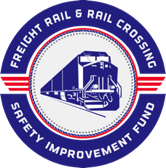 FREIGHT RAIL & RAIL CROSSING
SAFETY IMPROVEMENT FUND